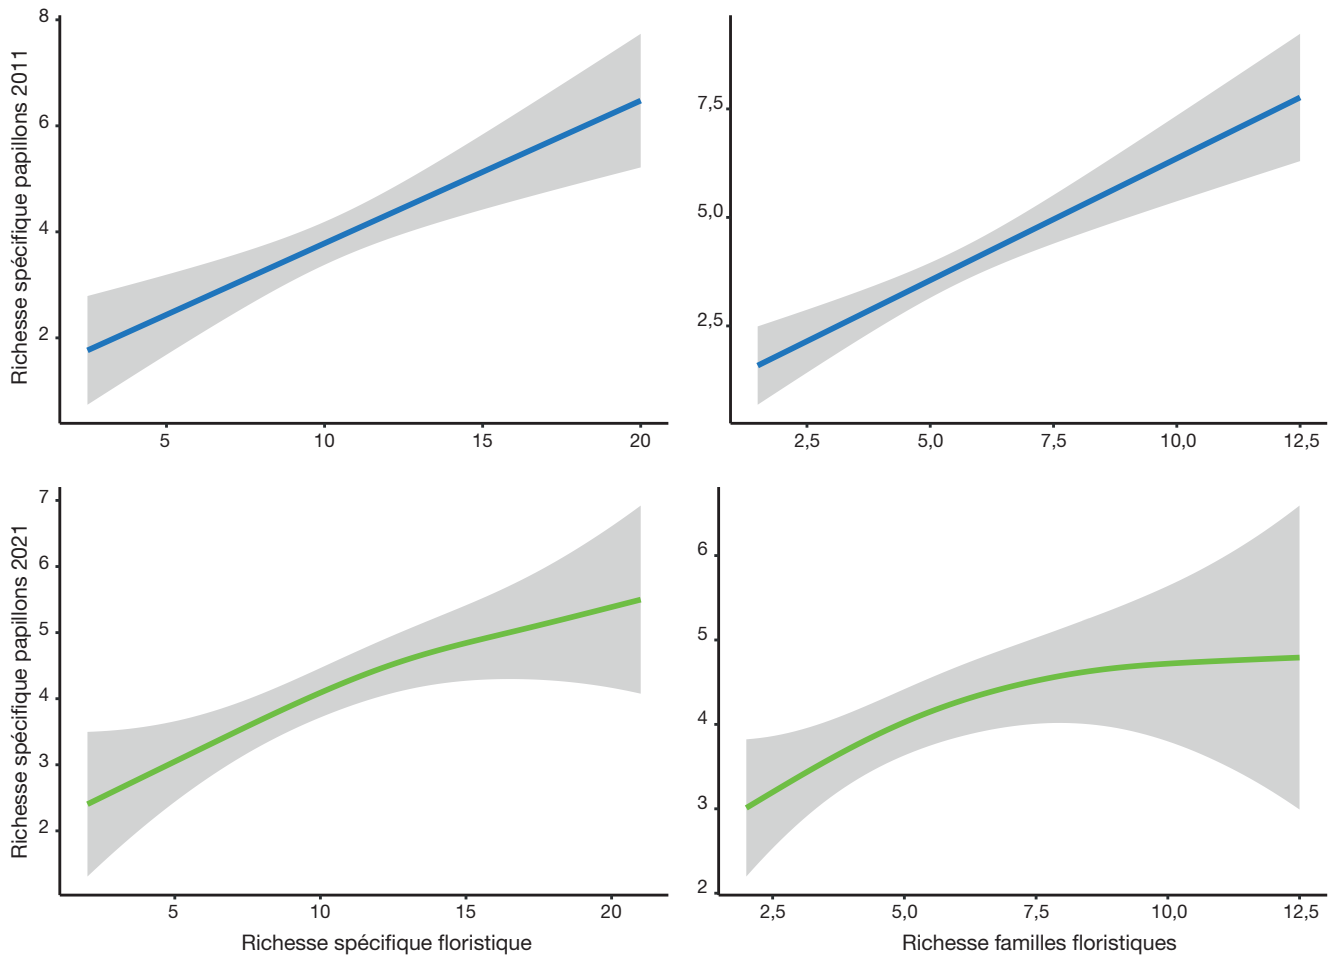 Richesse spécifique papillons 2011
8
6
4
2
5 10 15 20
7,5
5,0
2,5
2,5 5,0 7,5 10,0 12,5
Richesse spécifique papillons 2021
7
6
5
4
3
2
5 10 15 20
Richesse spécifique floristique
6
5
4
3
2
2,5 5,0 7,5 10,0 12,5
Richesse familles floristiques